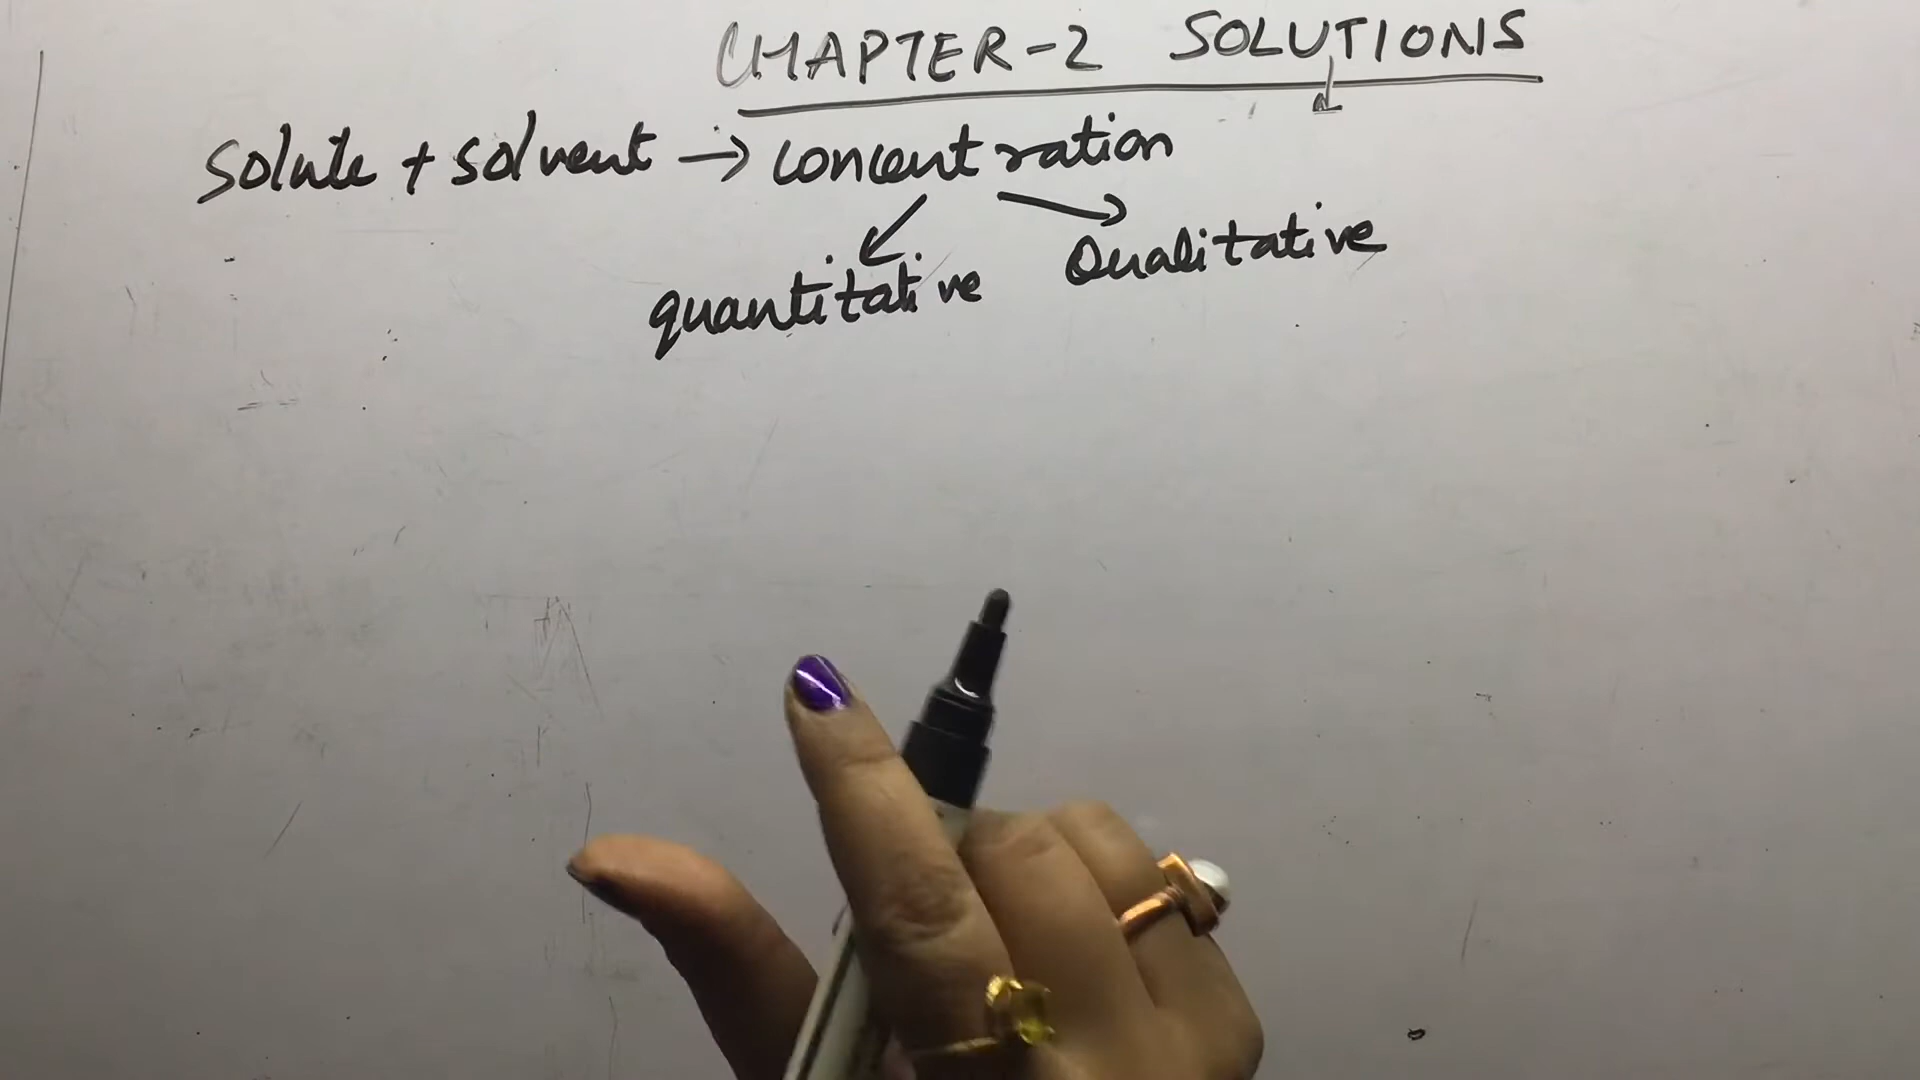 CHAPTER-2 SOLUTIONS
Solute + solvent → concentration
quantitative
Qualitative